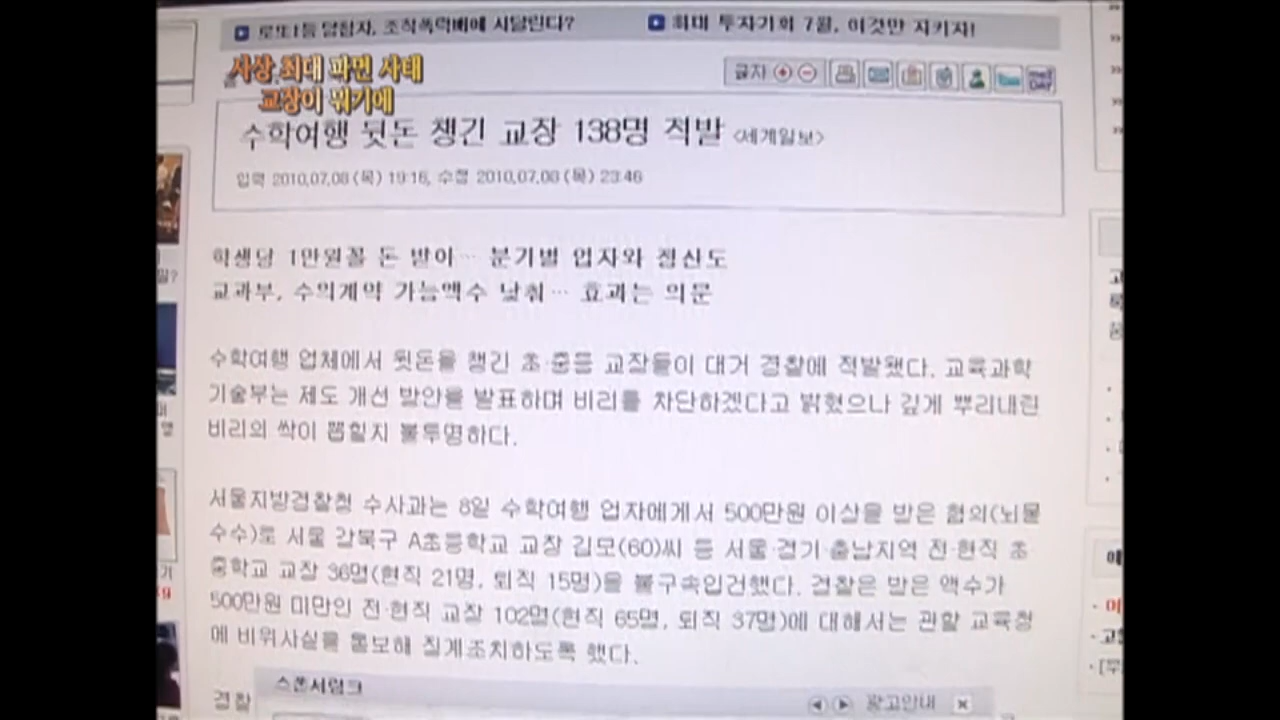 로또1등 당첨자, 조직폭력배에 시달린다?
최대 투자기회 7월, 이것만 지키자!
사상 최대 파면 사태
교장이 뭐기에
글자
수학여행 뒷돈 챙긴 교장 138명 적발 <세계일보>
입력 2010.07.08 (목) 19:16, 수정 2010.07.08 (목) 23:46
학생당 1만원꼴 돈 받아… 분기별 업자와 정산도
교과부, 수의계약 가능액수 낮춰… 효과는 의문
수학여행 업체에서 뒷돈을 챙긴 초·중등 교장들이 대거 경찰에 적발됐다. 교육과학
기술부는 제도 개선 방안을 발표하며 비리를 차단하겠다고 밝혔으나 깊게 뿌리내린
비리의 싹이 뽑힐지 불투명하다.
서울지방경찰청 수사과는 8일 수학여행 업자에게서 500만원 이상을 받은 혐의(뇌물
수수)로 서울 강북구 A초등학교 교장 김모(60)씨 등 서울·경기·충남지역 전·현직 초·
중학교 교장 36명(현직 21명, 퇴직 15명)을 불구속입건했다. 경찰은 받은 액수가
500만원 미만인 전·현직 교장 102명(현직 65명, 퇴직 37명)에 대해서는 관할 교육청
에 비위사실을 통보해 징계조치하도록 했다.
경찰
스폰서링크
광고안내